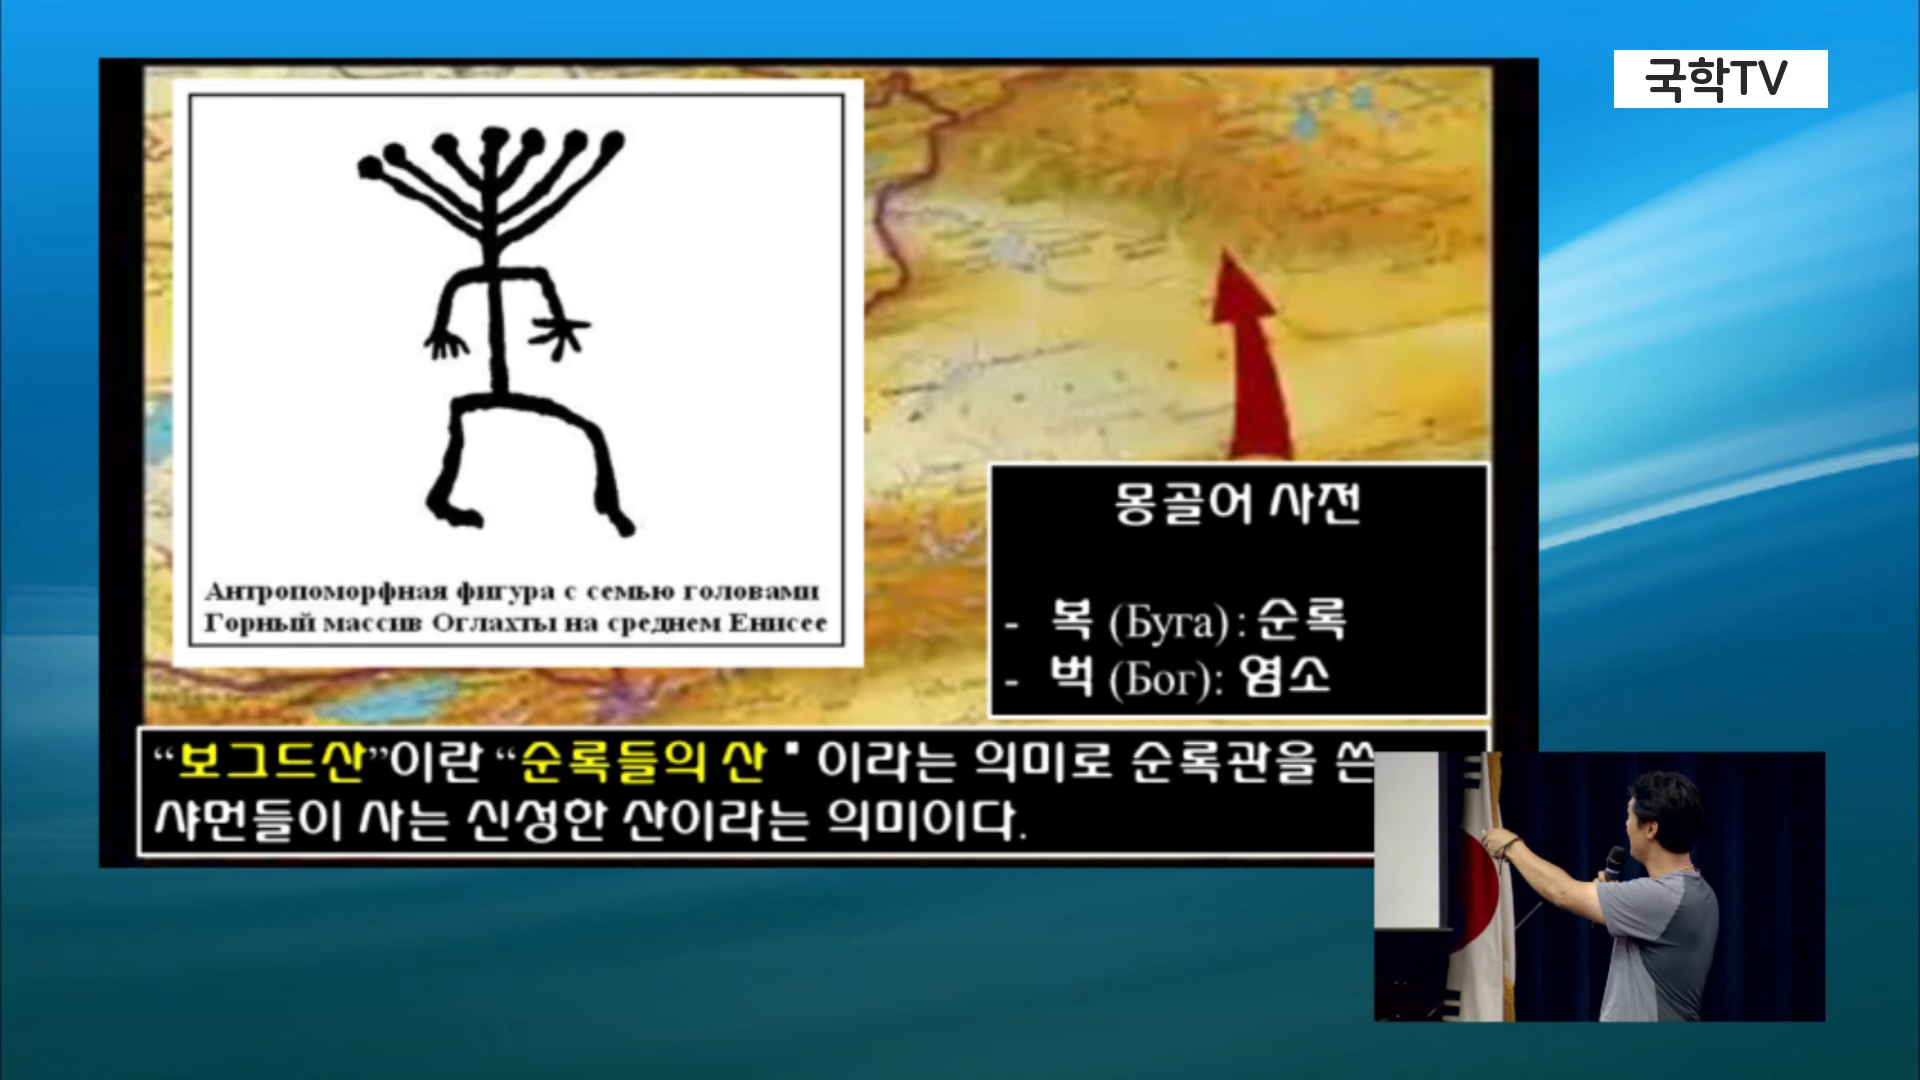 국학TV
Антропоморфная фигура с семью головами
Горный массив Оглахты на среднем Енисее
몽골어 사전
- 복 (Буга) : 순록
- 벅 (Бог): 염소
“보그드산”이란 “순록들의 산 " 이라는 의미로 순록관을 쓴
샤먼들이 사는 신성한 산이라는 의미이다.